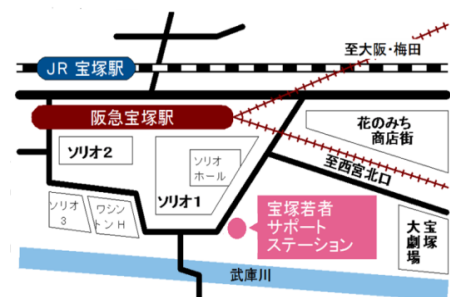 至大阪・梅田
JR 宝塚駅
阪急宝塚駅
花のみち
商店街
ソリオ2
ソリオ
ホール
至西宮北口
ソリオ1
ソリオ
3
ワシン
トンH
宝塚若者
サポート
ステーション
宝塚
大劇場
武庫川